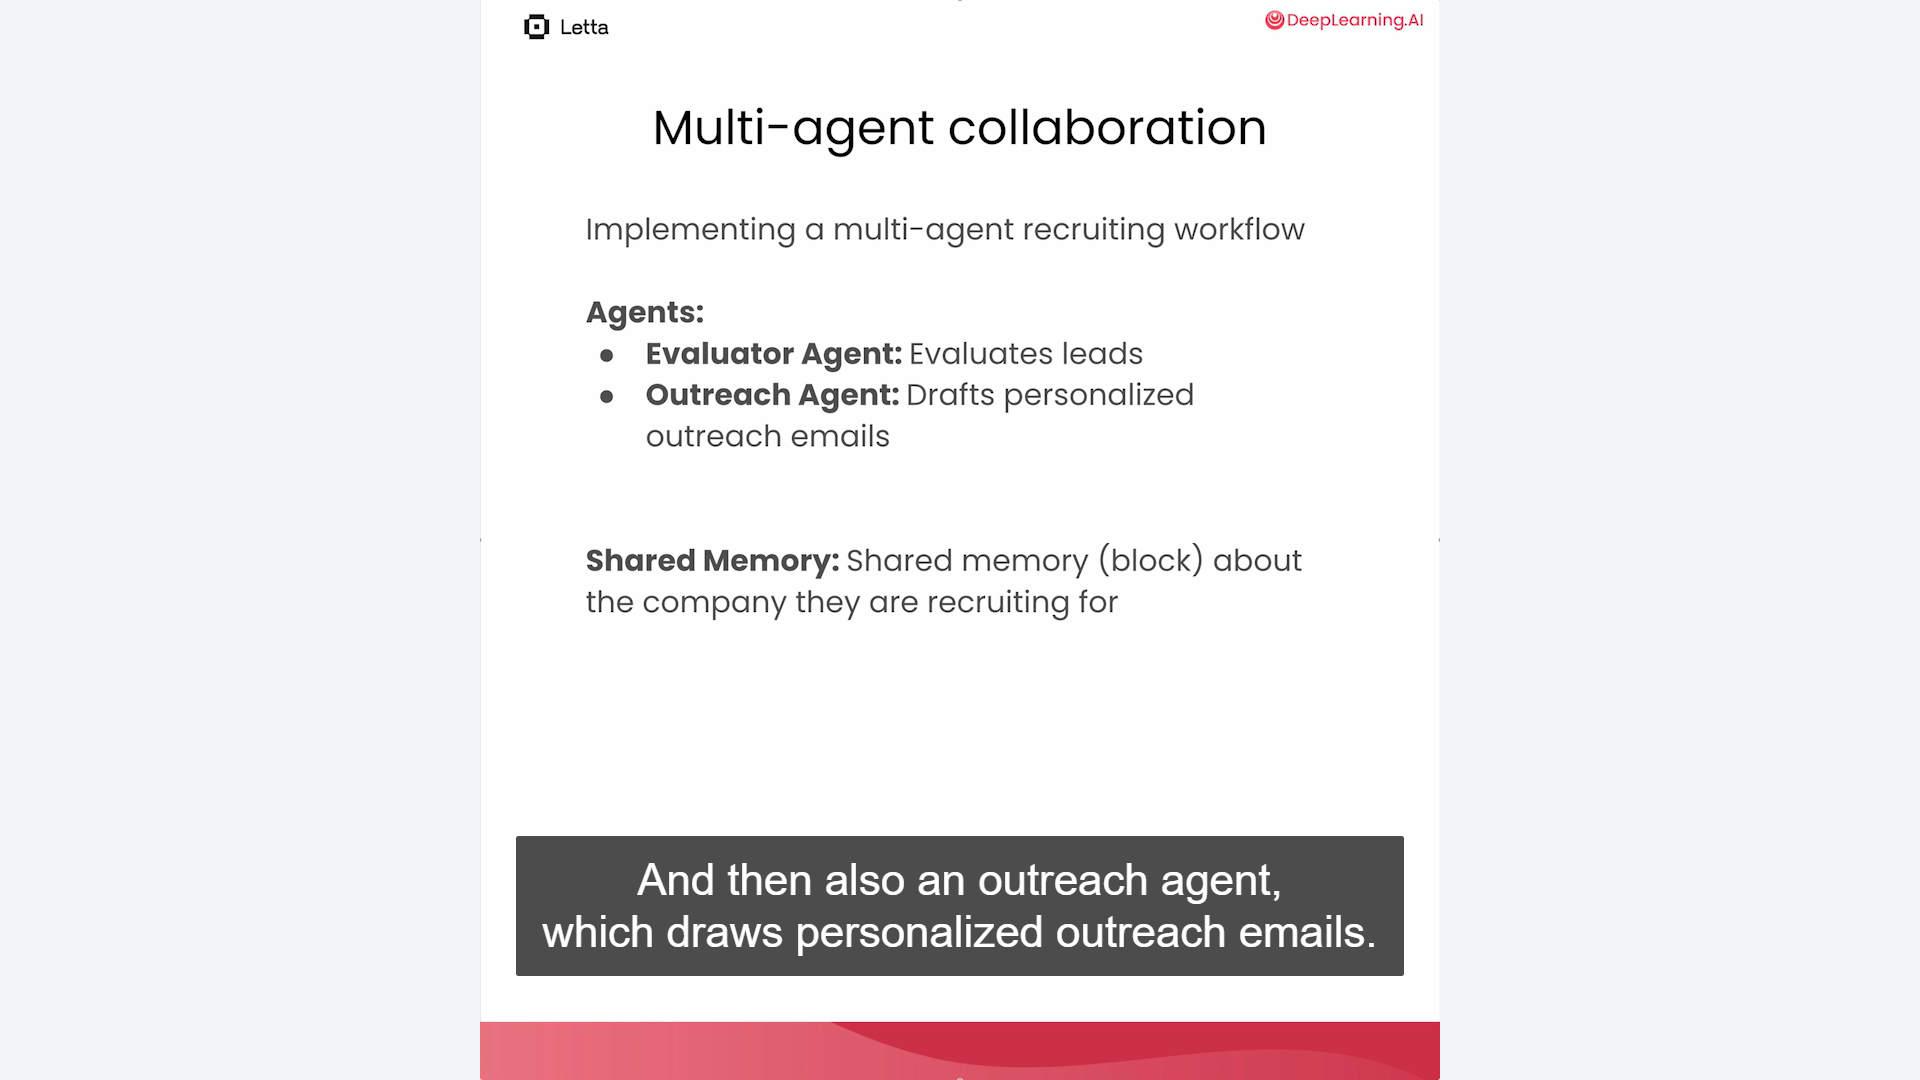 Letta
DeepLearning.AI
Multi-agent collaboration
Implementing a multi-agent recruiting workflow
Agents:
● Evaluator Agent: Evaluates leads
● Outreach Agent: Drafts personalized
outreach emails
Shared Memory: Shared memory (block) about
the company they are recruiting for
And then also an outreach agent,
which draws personalized outreach emails.